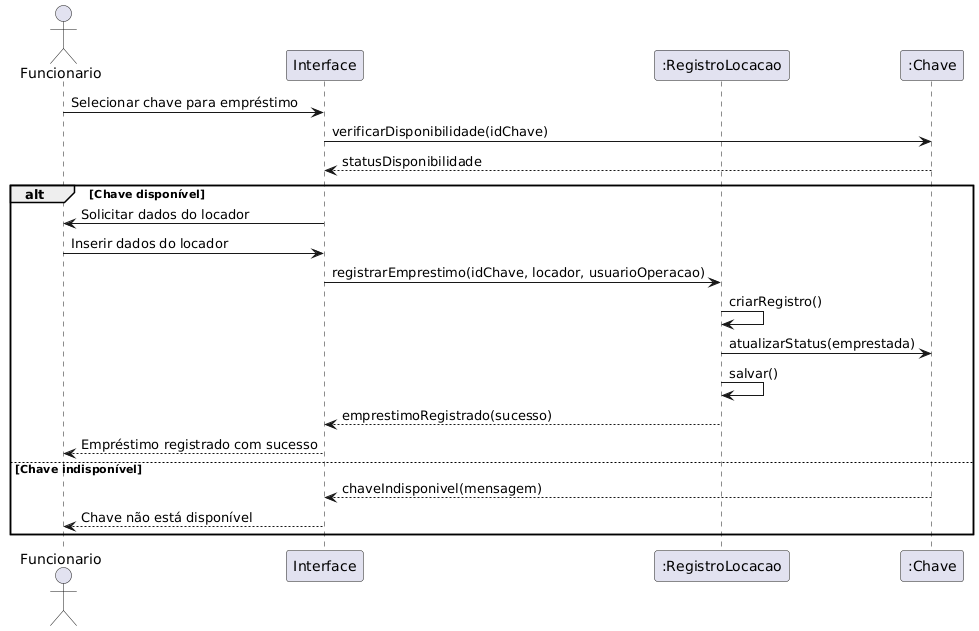 Funcionario
Interface
:RegistroLocacao
:Chave
Selecionar chave para empréstimo
verificarDisponibilidade(idChave)
statusDisponibilidade
alt
[Chave disponível]
Solicitar dados do locador
Inserir dados do locador
registrarEmprestimo(idChave, locador, usuarioOperacao)
criarRegistro()
atualizarStatus(emprestada)
salvar()
emprestimoRegistrado(sucesso)
Empréstimo registrado com sucesso
[Chave indisponível]
chaveIndisponivel(mensagem)
Chave não está disponível
Funcionario
Interface
:RegistroLocacao
:Chave